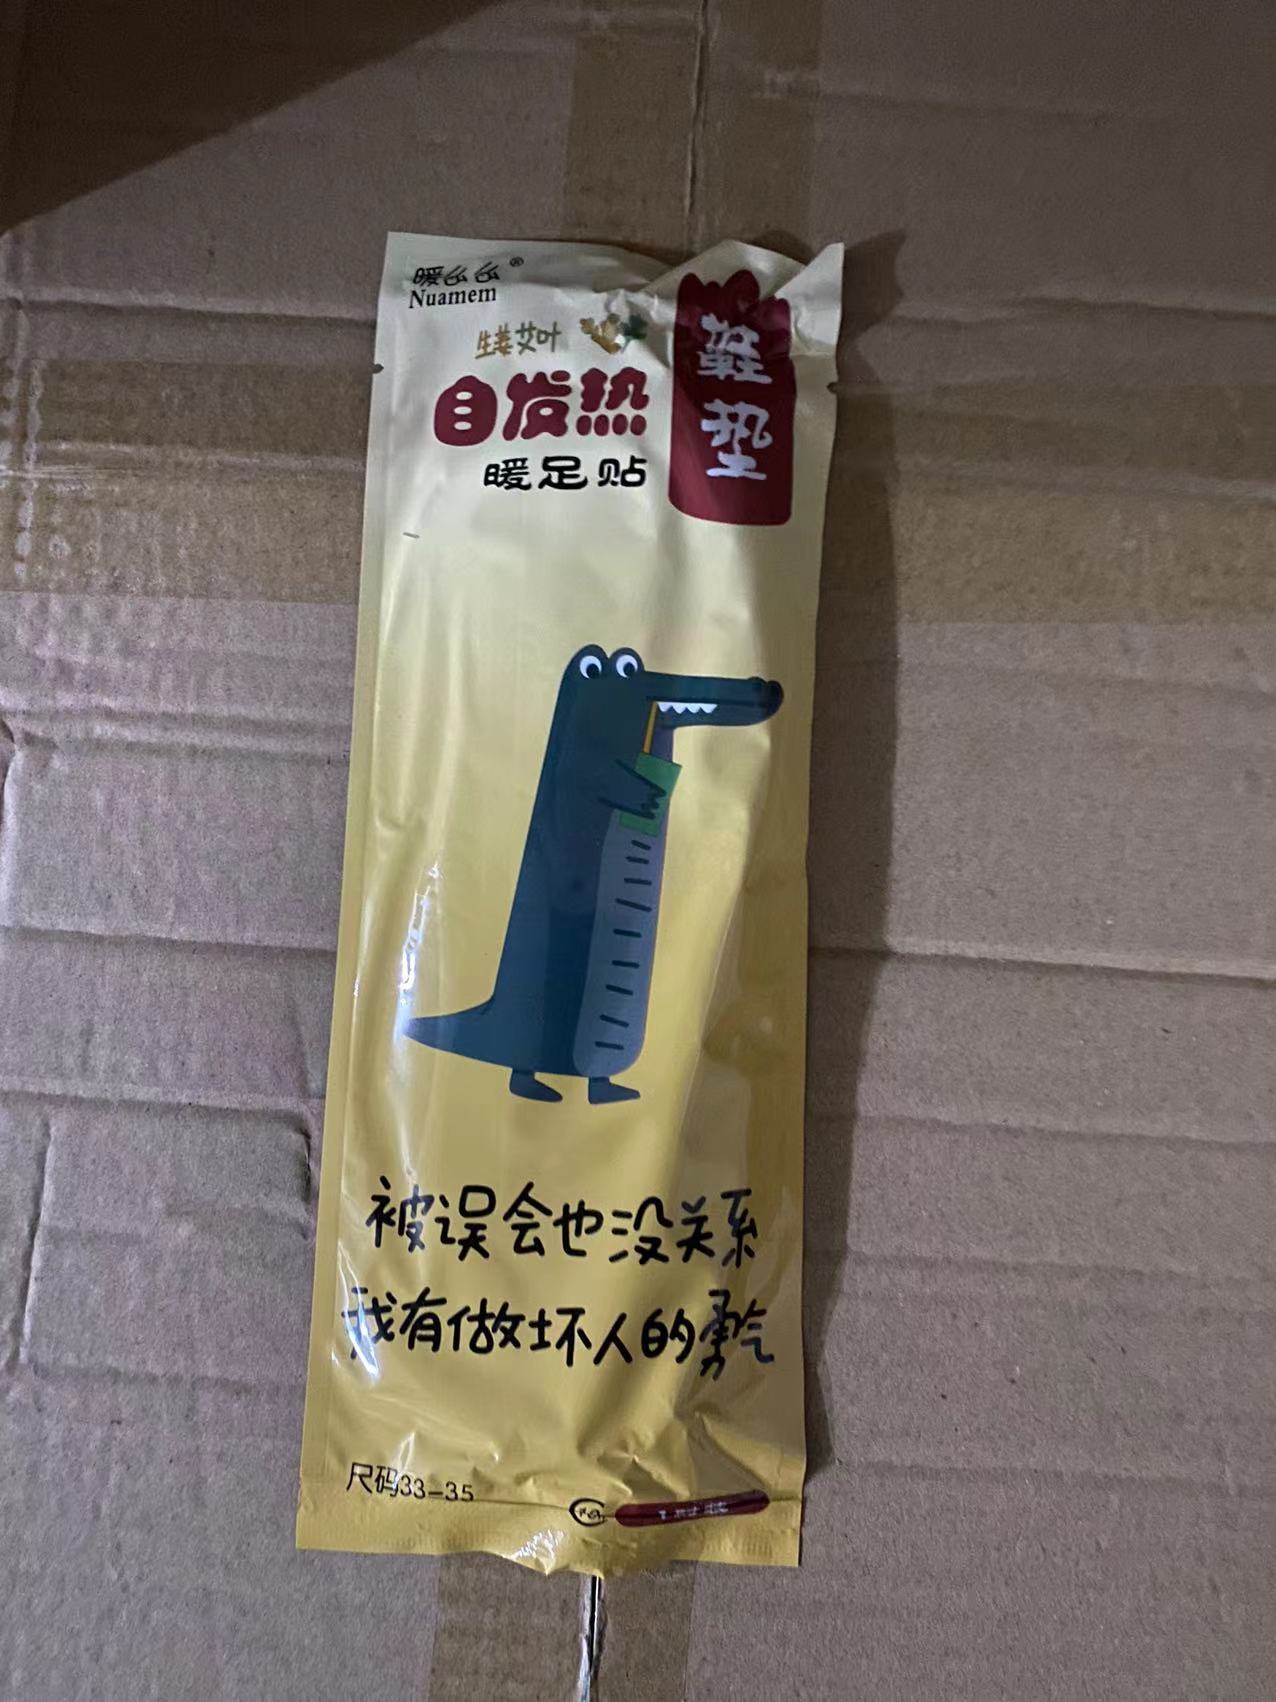 暖幺幺®
Nuamem
生姜艾叶
自发热
暖足贴
鞋垫
被误会也没关系
我有做坏人的勇气
尺码33-35